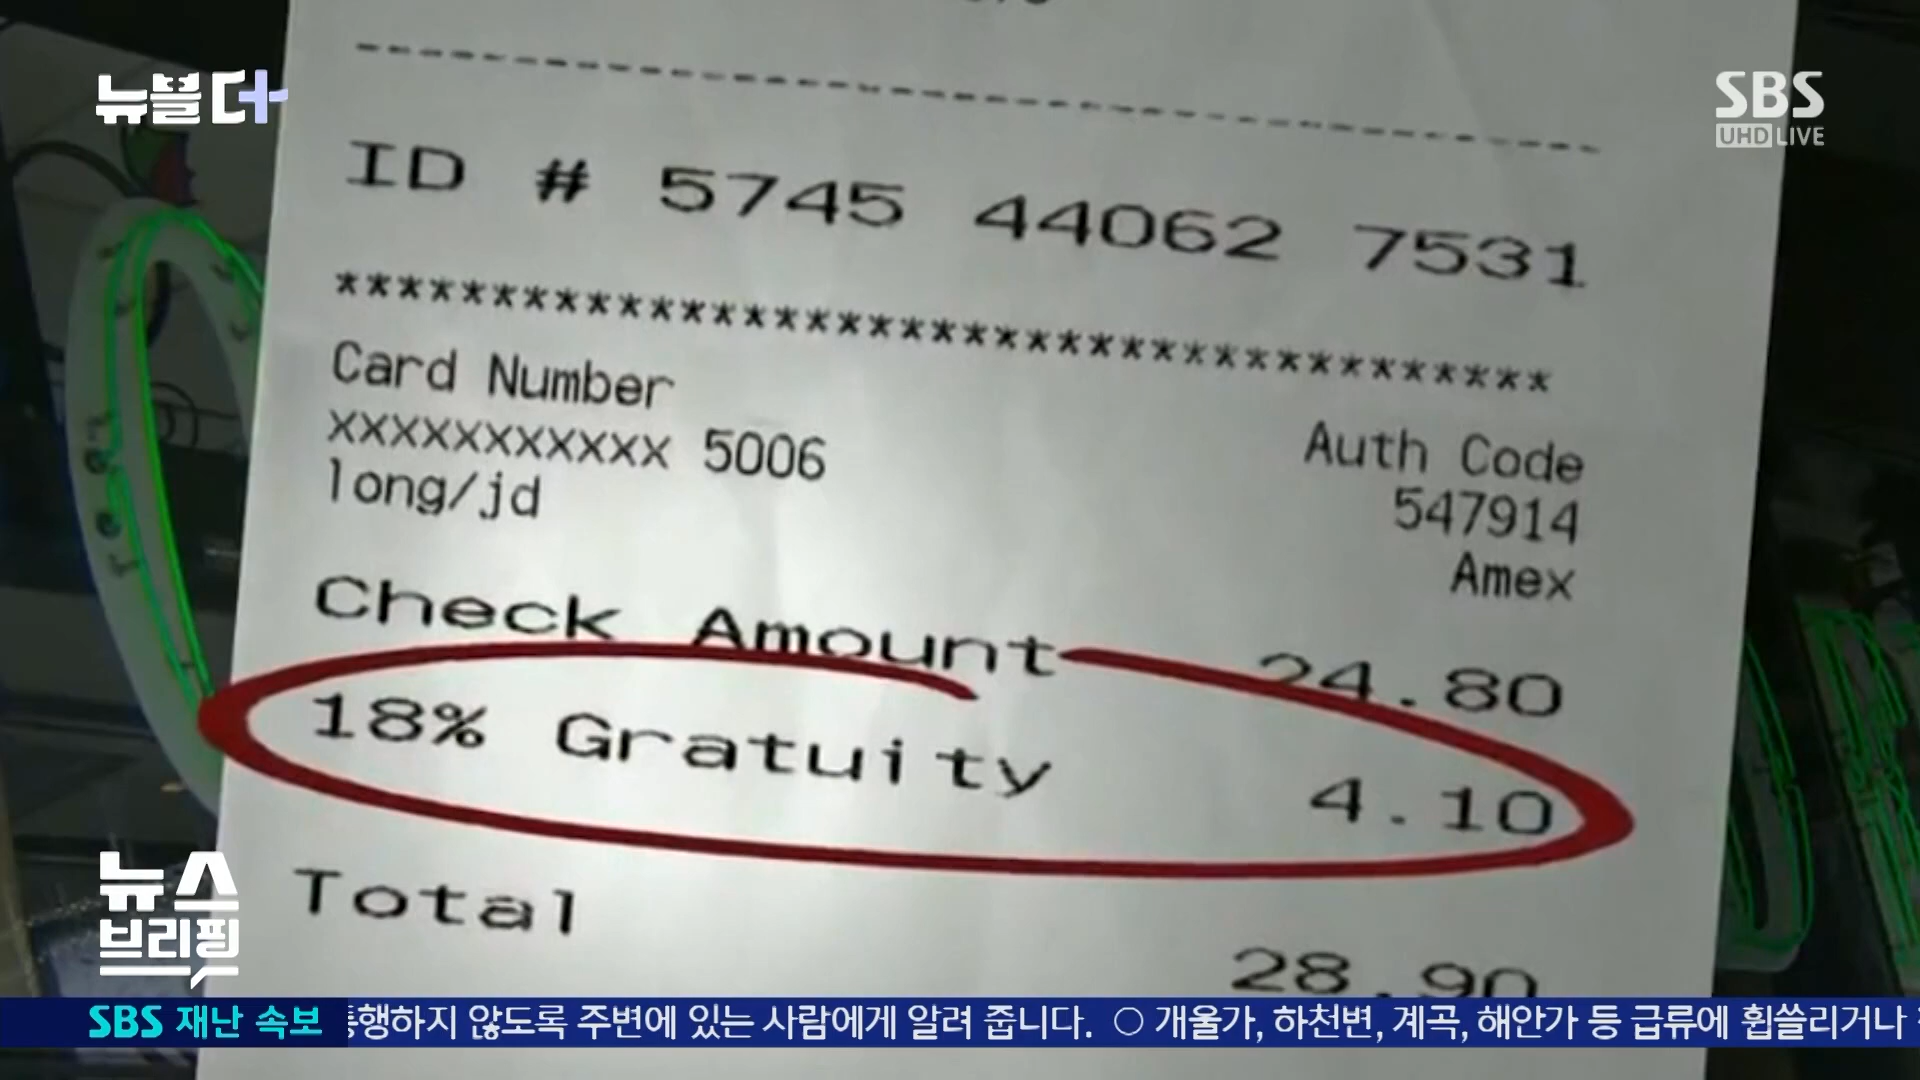 뉴블더+
SBS
UHD LIVE
ID # 5745 44062 7531
****************************************
Card Number
xxxxxxxxxxx 5006
Auth Code
long/jd
547914
Amex
Check Amount 24.80
18% Gratuity 4.10
Total
28.90
뉴스
브리핑
SBS 재난 속보 통행하지 않도록 주변에 있는 사람에게 알려 줍니다. ○ 개울가, 하천변, 계곡, 해안가 등 급류에 휩쓸리거나